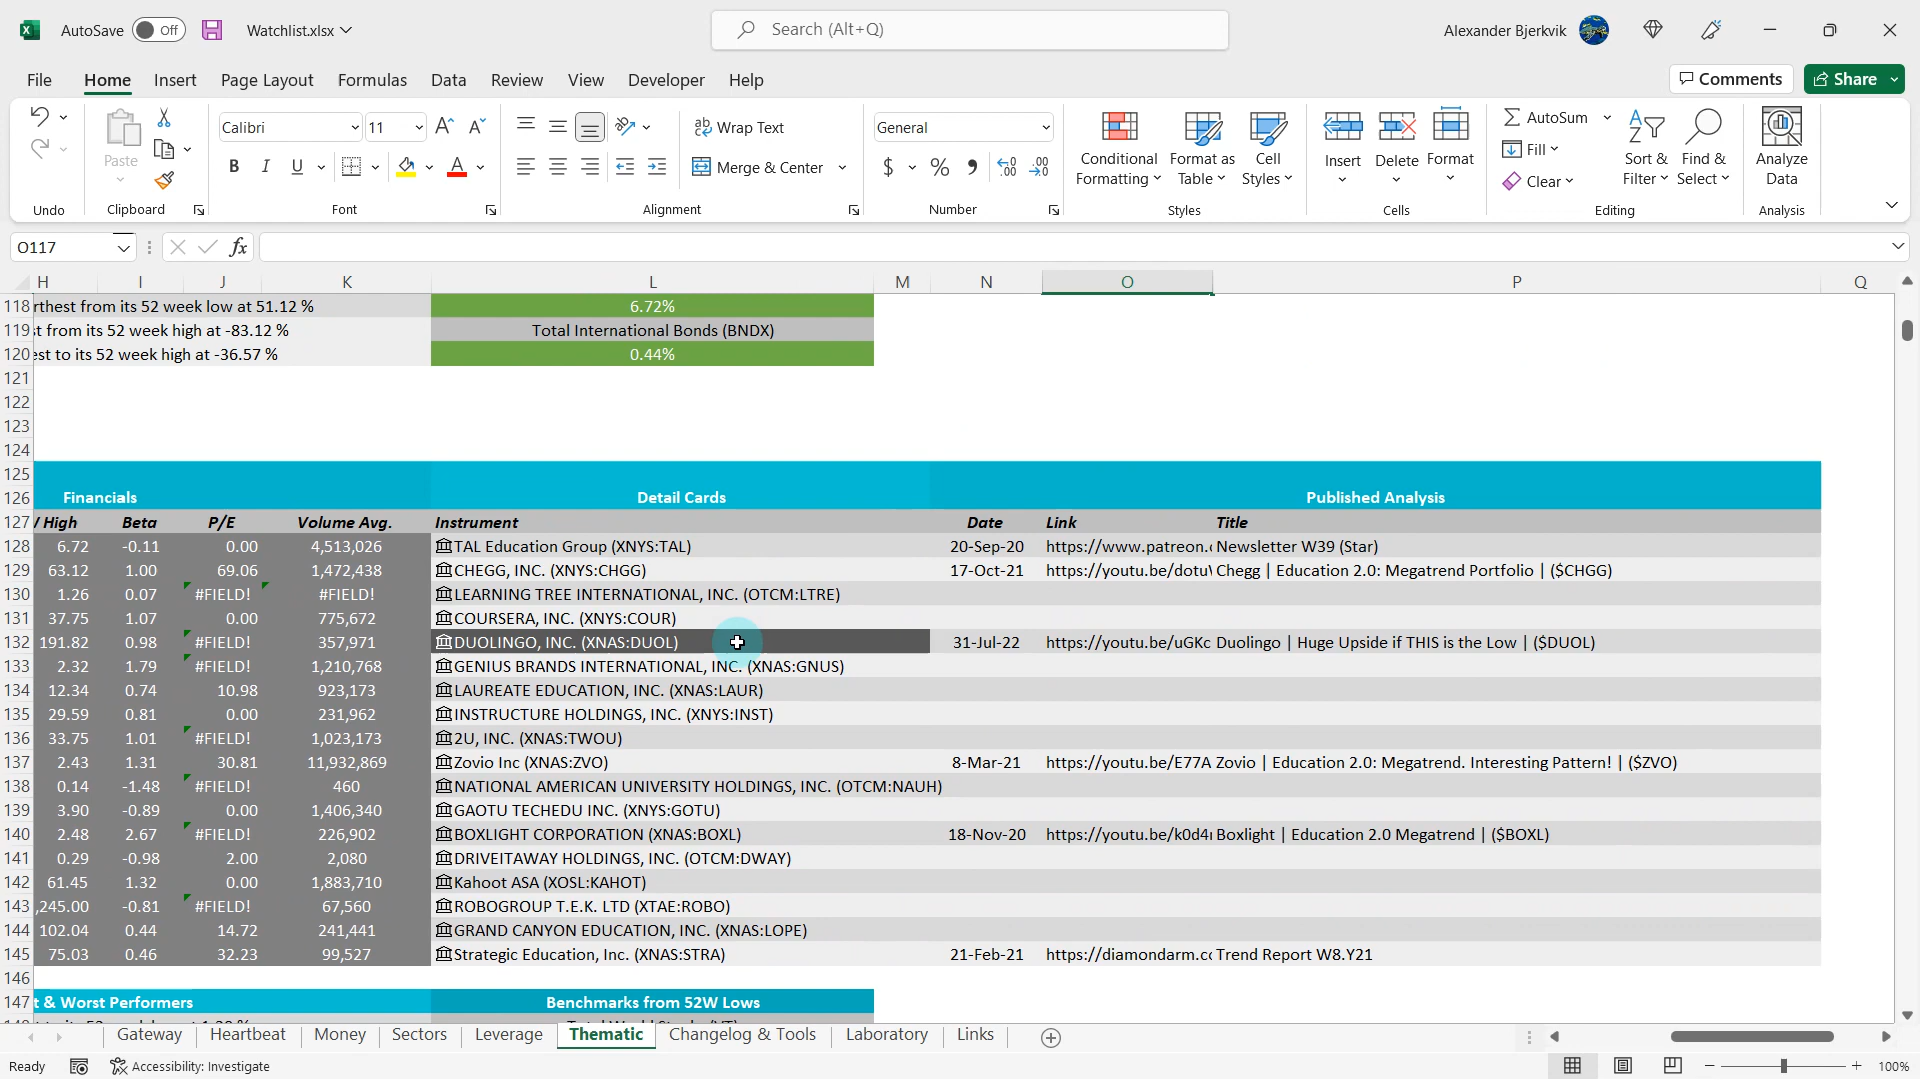 AutoSave Off Watchlist.xlsx Search (Alt+Q) Alexander Bjerkvik
File Home Insert Page Layout Formulas Data Review View Developer Help Comments Share
Paste Calibri 11 Wrap Text General Conditional Formatting Format as Table Cell Styles Insert Delete Format AutoSum Sort & Filter Find & Select Analyze Data
B I U Merge & Center $ % Fill
Clear
Undo Clipboard Font Alignment Number Styles Cells Editing Analysis
O117 fx
H I J K L M N O P Q
118 rthest from its 52 week low at 51.12 % 6.72%
119 st from its 52 week high at -83.12 % Total International Bonds (BNDX)
120 est to its 52 week high at -36.57 % 0.44%
121
122
123
124
125
126 Financials Detail Cards Published Analysis
127 / High Beta P/E Volume Avg. Instrument Date Link Title
128 6.72 -0.11 0.00 4,513,026 TAL Education Group (XNYS:TAL) 20-Sep-20 https://www.patreon.c Newsletter W39 (Star)
129 63.12 1.00 69.06 1,472,438 CHEGG, INC. (XNYS:CHGG) 17-Oct-21 https://youtu.be/dotu Chegg | Education 2.0: Megatrend Portfolio | ($CHGG)
130 1.26 0.07 #FIELD! #FIELD! LEARNING TREE INTERNATIONAL, INC. (OTCM:LTRE)
131 37.75 1.07 0.00 775,672 COURSERA, INC. (XNYS:COUR)
132 191.82 0.98 #FIELD! 357,971 DUOLINGO, INC. (XNAS:DUOL) 31-Jul-22 https://youtu.be/uGKc Duolingo | Huge Upside if THIS is the Low | ($DUOL)
133 2.32 1.79 #FIELD! 1,210,768 GENIUS BRANDS INTERNATIONAL, INC. (XNAS:GNUS)
134 12.34 0.74 10.98 923,173 LAUREATE EDUCATION, INC. (XNAS:LAUR)
135 29.59 0.81 0.00 231,962 INSTRUCTURE HOLDINGS, INC. (XNYS:INST)
136 33.75 1.01 #FIELD! 1,023,173 2U, INC. (XNAS:TWOU)
137 2.43 1.31 30.81 11,932,869 Zovio Inc (XNAS:ZVO) 8-Mar-21 https://youtu.be/E77A Zovio | Education 2.0: Megatrend. Interesting Pattern! | ($ZVO)
138 0.14 -1.48 #FIELD! 460 NATIONAL AMERICAN UNIVERSITY HOLDINGS, INC. (OTCM:NAUH)
139 3.90 -0.89 0.00 1,406,340 GAOTU TECHEDU INC. (XNYS:GOTU)
140 2.48 2.67 #FIELD! 226,902 BOXLIGHT CORPORATION (XNAS:BOXL) 18-Nov-20 https://youtu.be/k0d4 Boxlight | Education 2.0 Megatrend | ($BOXL)
141 0.29 -0.98 2.00 2,080 DRIVEITAWAY HOLDINGS, INC. (OTCM:DWAY)
142 61.45 1.32 0.00 1,883,710 Kahoot ASA (XOSL:KAHOT)
143 ,245.00 -0.81 #FIELD! 67,560 ROBOGROUP T.E.K. LTD (XTAE:ROBO)
144 102.04 0.44 14.72 241,441 GRAND CANYON EDUCATION, INC. (XNAS:LOPE)
145 75.03 0.46 32.23 99,527 Strategic Education, Inc. (XNAS:STRA) 21-Feb-21 https://diamondarm.cc Trend Report W8.Y21
146
147 t & Worst Performers Benchmarks from 52W Lows
Gateway Heartbeat Money Sectors Leverage Thematic Changelog & Tools Laboratory Links
Ready Accessibility: Investigate 100%